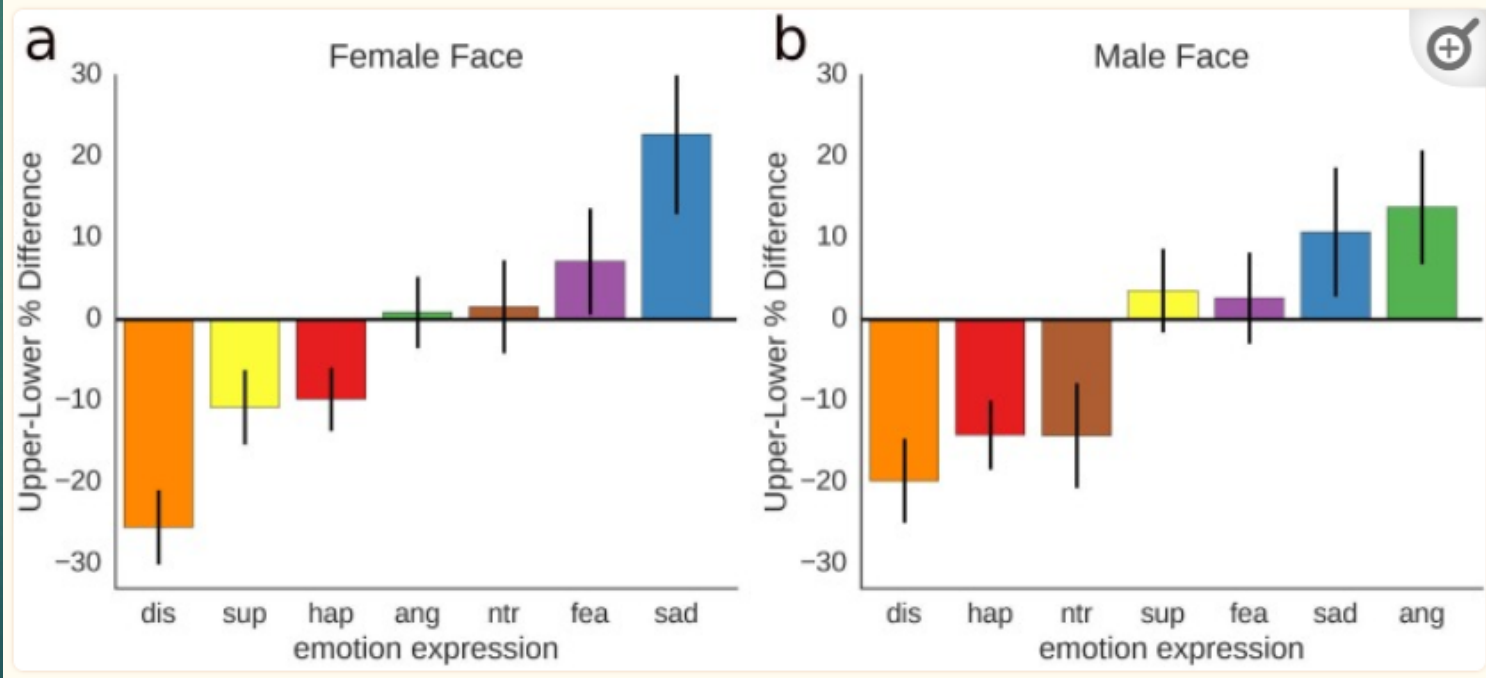 a
Female Face
Upper-Lower % Difference
30
20
10
0
−10
−20
−30
dis sup hap ang ntr fea sad
emotion expression
b
Male Face
Upper-Lower % Difference
30
20
10
0
−10
−20
−30
dis hap ntr sup fea sad ang
emotion expression